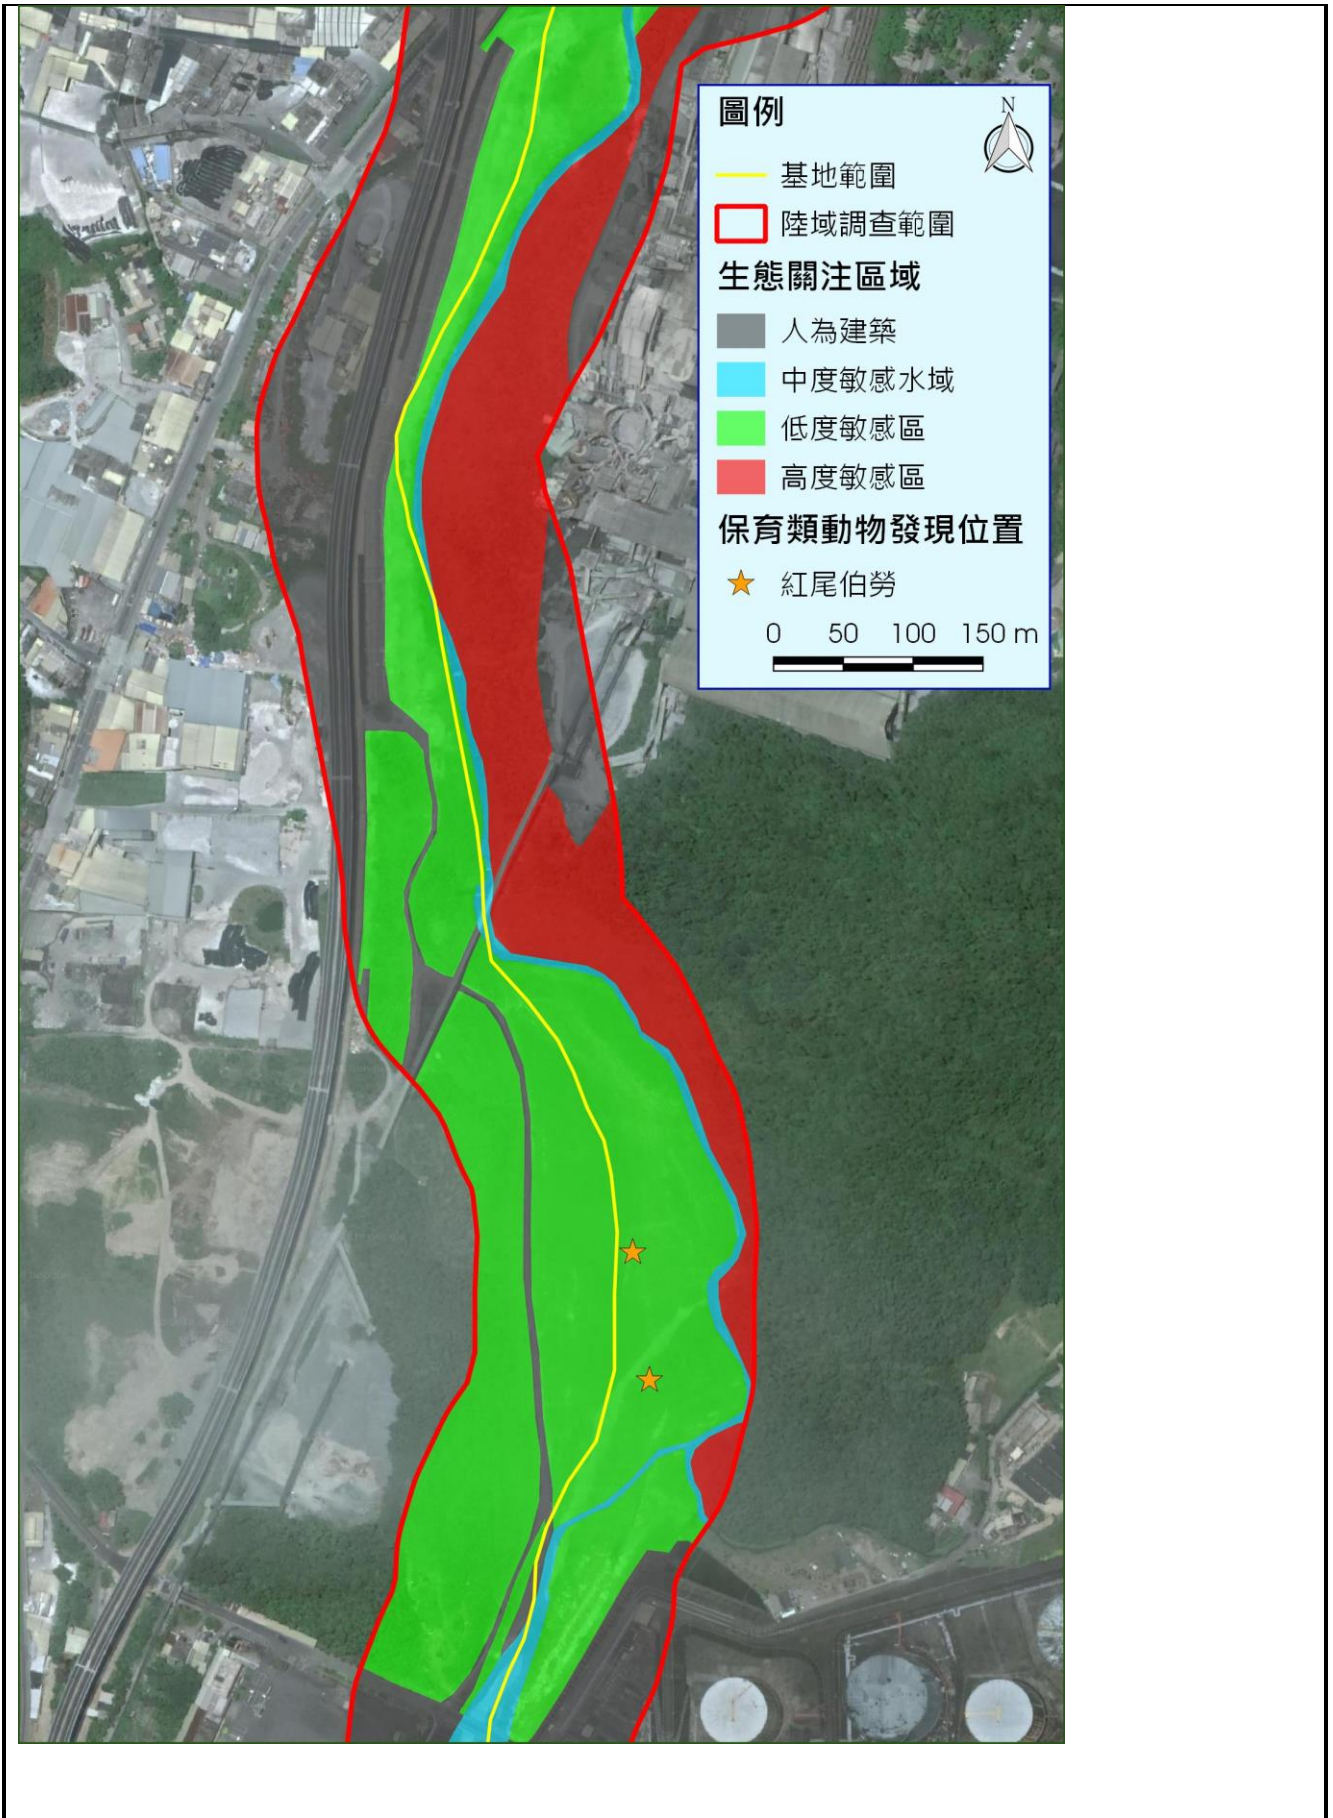 圖例
N
基地範圍
陸域調查範圍
生態關注區域
人為建築
中度敏感水域
低度敏感區
高度敏感區
保育類動物發現位置
紅尾伯勞
0 50 100 150 m